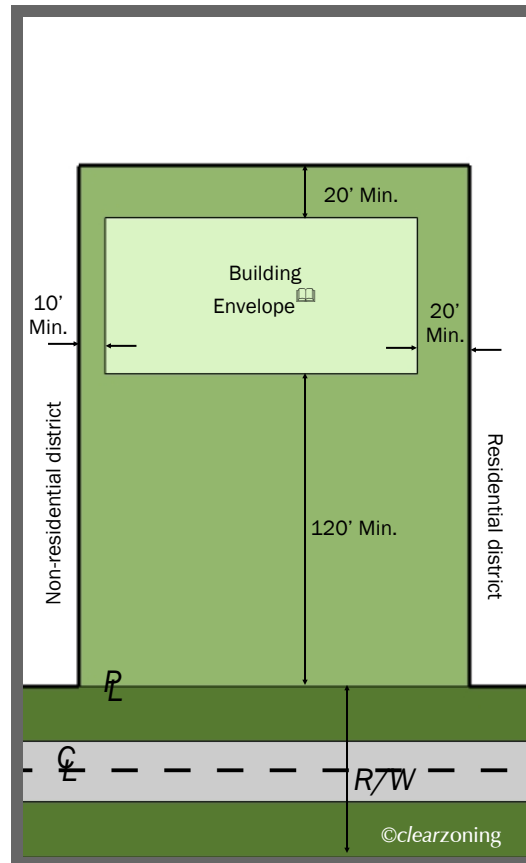 20’ Min.
Building
Envelope
10’
Min.
20’
Min.
Non-residential district
Residential district
120’ Min.
PL
CL
R/W
©clearzoning